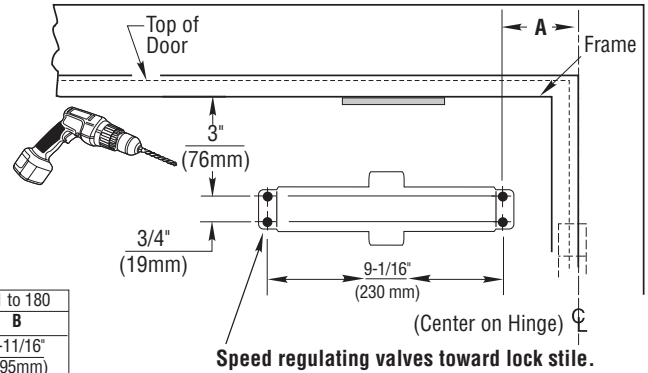 Top of
Door
A
Frame
3"
(76mm)
3/4"
(19mm)
9-1/16"
(230 mm)
to 180
B
-11/16"
95mm)
(Center on Hinge) ℄
Speed regulating valves toward lock stile.